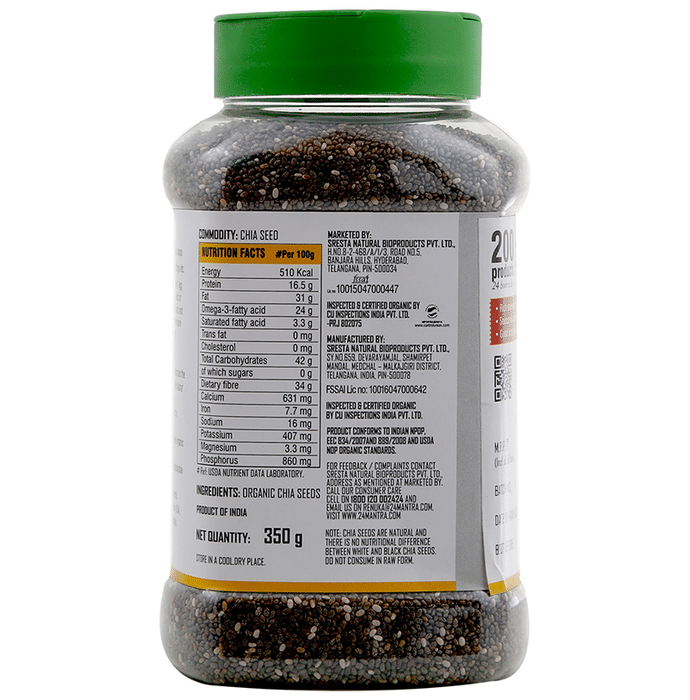 COMMODITY: CHIA SEED
NUTRITION FACTS #Per 100g
Energy 510 Kcal
Protein 16.5 g
Fat 31 g
Omega-3-fatty acid 24 g
Saturated fatty acid 3.3 g
Trans fat 0 mg
Cholesterol 0 mg
Total Carbohydrates 42 g
of which sugars 0 g
Dietary fibre 34 g
Calcium 631 mg
Iron 7.7 mg
Sodium 16 mg
Potassium 407 mg
Magnesium 3.3 mg
Phosphorus 860 mg
# Ref: USDA NUTRIENT DATA LABORATORY.
INGREDIENTS: ORGANIC CHIA SEEDS
PRODUCT OF INDIA
NET QUANTITY: 350 g
STORE IN A COOL,DRY PLACE.
MARKETED BY:
SRESTA NATURAL BIOPRODUCTS PVT. LTD.,
H.NO.8-2-468/A/1/3, ROAD NO.5,
BANJARA HILLS, HYDERABAD,
TELANGANA, PIN-500034
fssai
Lic no: 10015047000447
INSPECTED & CERTIFIED ORGANIC BY
CU INSPECTIONS INDIA PVT. LTD.
-PRJ 802075
MANUFACTURED BY:
SRESTA NATURAL BIOPRODUCTS PVT. LTD.,
SY.NO.659, DEVARAYAMJAL, SHAMIRPET
MANDAL. MEDCHAL – MALKAJGIRI DISTRICT,
TELANGANA, INDIA, PIN-500078
FSSAI Lic no: 10016047000642
INSPECTED & CERTIFIED ORGANIC
BY CU INSPECTIONS INDIA PVT. LTD.
PRODUCT CONFORMS TO INDIAN NPOP,
EEC 834/2007AND 889/2008 AND USDA
NOP ORGANIC STANDARDS.
FOR FEEDBACK / COMPLAINTS CONTACT
SRESTA NATURAL BIOPRODUCTS PVT. LTD.,
ADDRESS AS MENTIONED AT MARKETED BY.
CALL OUR CONSUMER CARE
CELL ON 1800 120 002424 AND
EMAIL US ON RENUKA@24MANTRA.COM,
VISIT WWW.24MANTRA.COM
NOTE: CHIA SEEDS ARE NATURAL AND
THERE IS NO NUTRITIONAL DIFFERENCE
BETWEEN WHITE AND BLACK CHIA SEEDS.
DO NOT CONSUME IN RAW FORM.
200